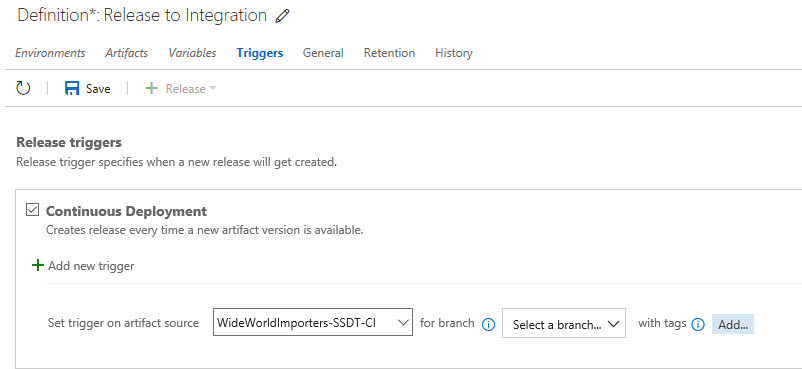 Definition*: Release to Integration
Environments Artifacts Variables Triggers General Retention History
Save Release
Release triggers
Release trigger specifies when a new release will get created.
Continuous Deployment
Creates release every time a new artifact version is available.
Add new trigger
Set trigger on artifact source WideWorldImporters-SSDT-CI for branch Select a branch... with tags Add...